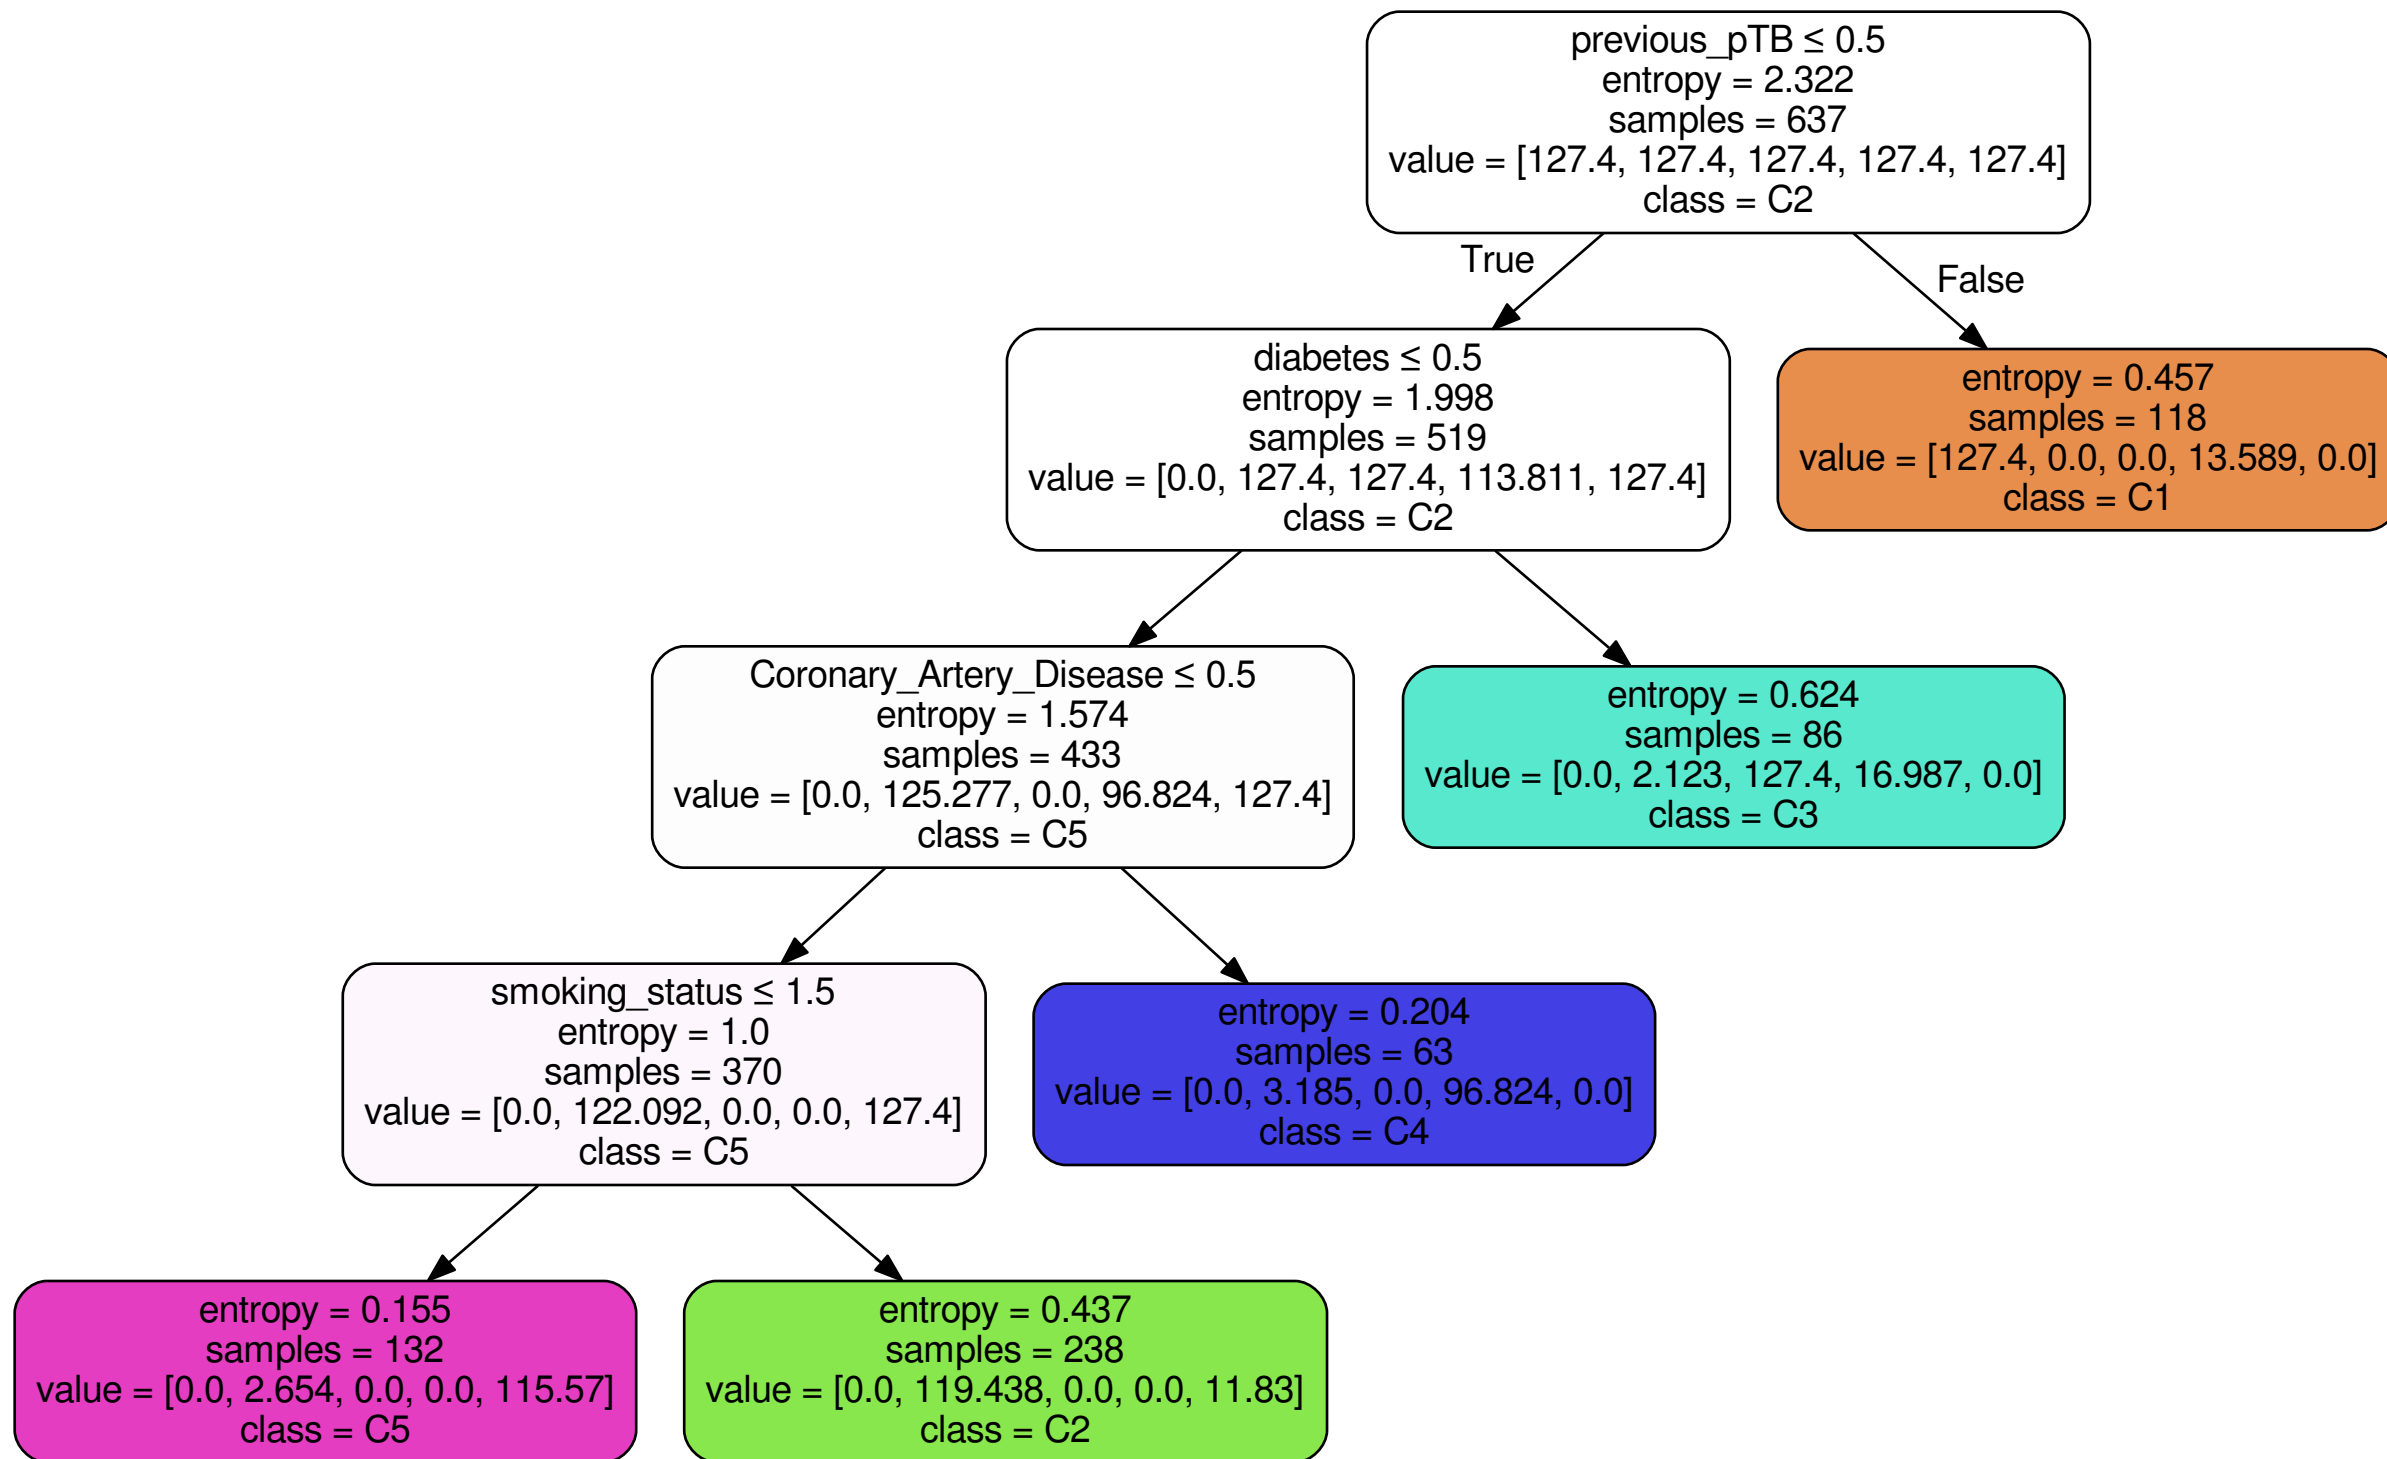 previous_pTB ≤ 0.5
entropy = 2.322
samples = 637
value = [127.4, 127.4, 127.4, 127.4, 127.4]
class = C2
True
False
diabetes ≤ 0.5
entropy = 1.998
samples = 519
value = [0.0, 127.4, 127.4, 113.811, 127.4]
class = C2
entropy = 0.457
samples = 118
value = [127.4, 0.0, 0.0, 13.589, 0.0]
class = C1
Coronary_Artery_Disease ≤ 0.5
entropy = 1.574
samples = 433
value = [0.0, 125.277, 0.0, 96.824, 127.4]
class = C5
entropy = 0.624
samples = 86
value = [0.0, 2.123, 127.4, 16.987, 0.0]
class = C3
smoking_status ≤ 1.5
entropy = 1.0
samples = 370
value = [0.0, 122.092, 0.0, 0.0, 127.4]
class = C5
entropy = 0.204
samples = 63
value = [0.0, 3.185, 0.0, 96.824, 0.0]
class = C4
entropy = 0.155
samples = 132
value = [0.0, 2.654, 0.0, 0.0, 115.57]
class = C5
entropy = 0.437
samples = 238
value = [0.0, 119.438, 0.0, 0.0, 11.83]
class = C2